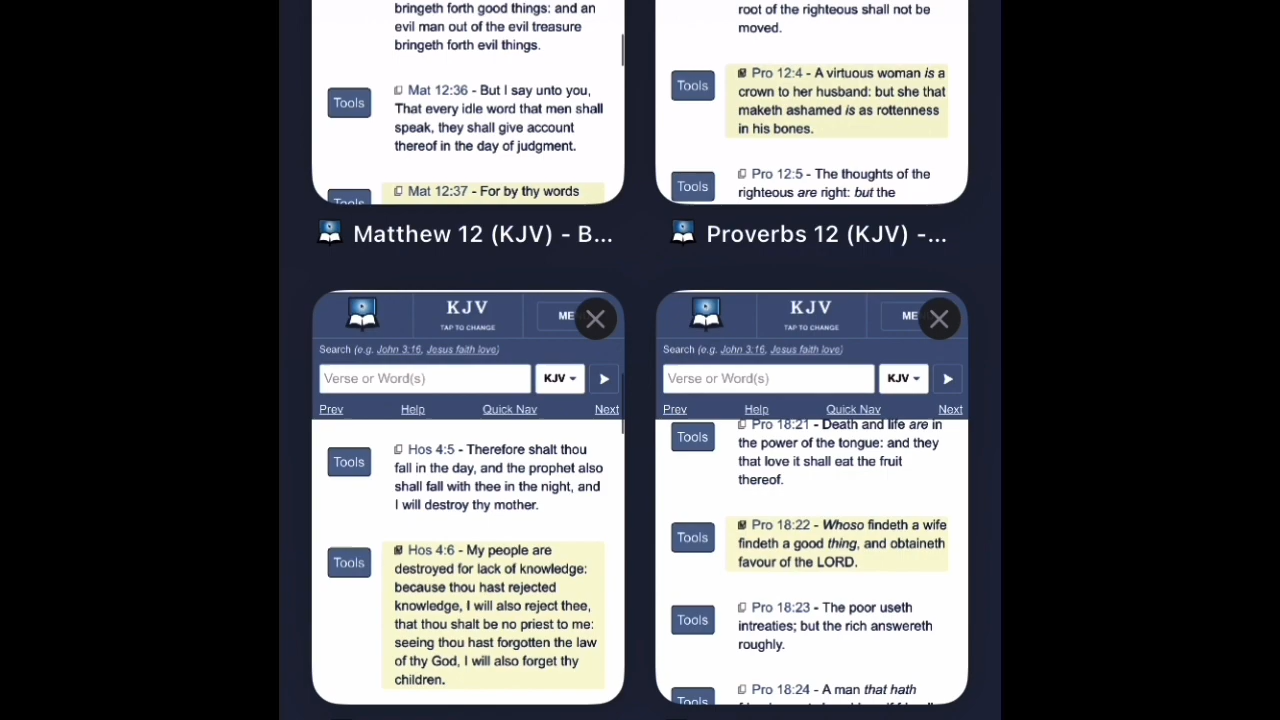 bringeth forth good things: and an
evil man out of the evil treasure
bringeth forth evil things.
Tools
Mat 12:36 - But I say unto you,
That every idle word that men shall
speak, they shall give account
thereof in the day of judgment.
Tools
Mat 12:37 - For by thy words
Matthew 12 (KJV) - B...
root of the righteous shall not be
moved.
Tools
Pro 12:4 - A virtuous woman is a
crown to her husband: but she that
maketh ashamed is as rottenness
in his bones.
Tools
Pro 12:5 - The thoughts of the
righteous are right: but the
Proverbs 12 (KJV) -...
KJV
TAP TO CHANGE
ME
Search (e.g. John 3:16, Jesus faith love)
Verse or Word(s)
KJV
Prev Help Quick Nav Next
Tools
Hos 4:5 - Therefore shalt thou
fall in the day, and the prophet also
shall fall with thee in the night, and
I will destroy thy mother.
Tools
Hos 4:6 - My people are
destroyed for lack of knowledge:
because thou hast rejected
knowledge, I will also reject thee,
that thou shalt be no priest to me:
seeing thou hast forgotten the law
of thy God, I will also forget thy
children.
KJV
TAP TO CHANGE
ME
Search (e.g. John 3:16, Jesus faith love)
Verse or Word(s)
KJV
Prev Help Quick Nav Next
Tools
Pro 18:21 - Death and life are in
the power of the tongue: and they
that love it shall eat the fruit
thereof.
Tools
Pro 18:22 - Whoso findeth a wife
findeth a good thing, and obtaineth
favour of the LORD.
Tools
Pro 18:23 - The poor useth
intreaties; but the rich answereth
roughly.
Tools
Pro 18:24 - A man that hath